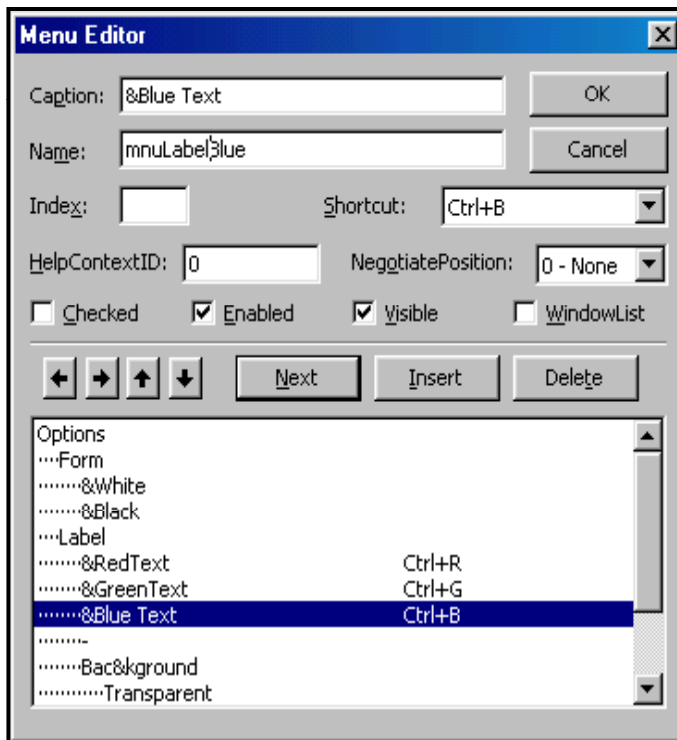 Menu Editor
Caption: &Blue Text OK
Name: mnuLabelBlue Cancel
Index: Shortcut: Ctrl+B
HelpContextID: 0 NegotiatePosition: 0 - None
Checked Enabled Visible WindowList
Next Insert Delete
Options
····Form
········&White
········&Black
····Label
········&RedText Ctrl+R
········&GreenText Ctrl+G
········&Blue Text Ctrl+B
········-
········Bac&kground
············Transparent